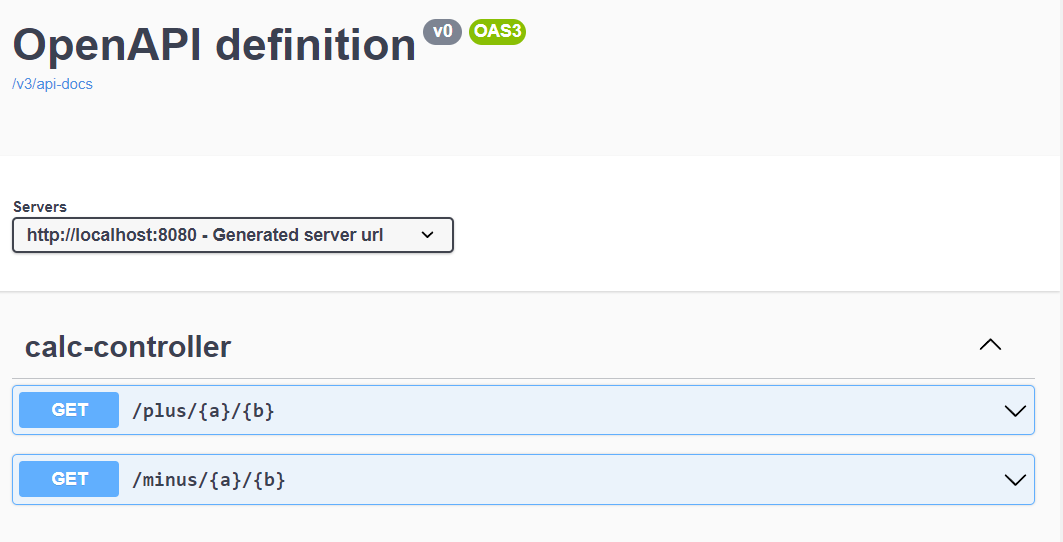 OpenAPI definition v0 OAS3
/v3/api-docs
Servers
http://localhost:8080 - Generated server url
calc-controller
GET /plus/{a}/{b}
GET /minus/{a}/{b}